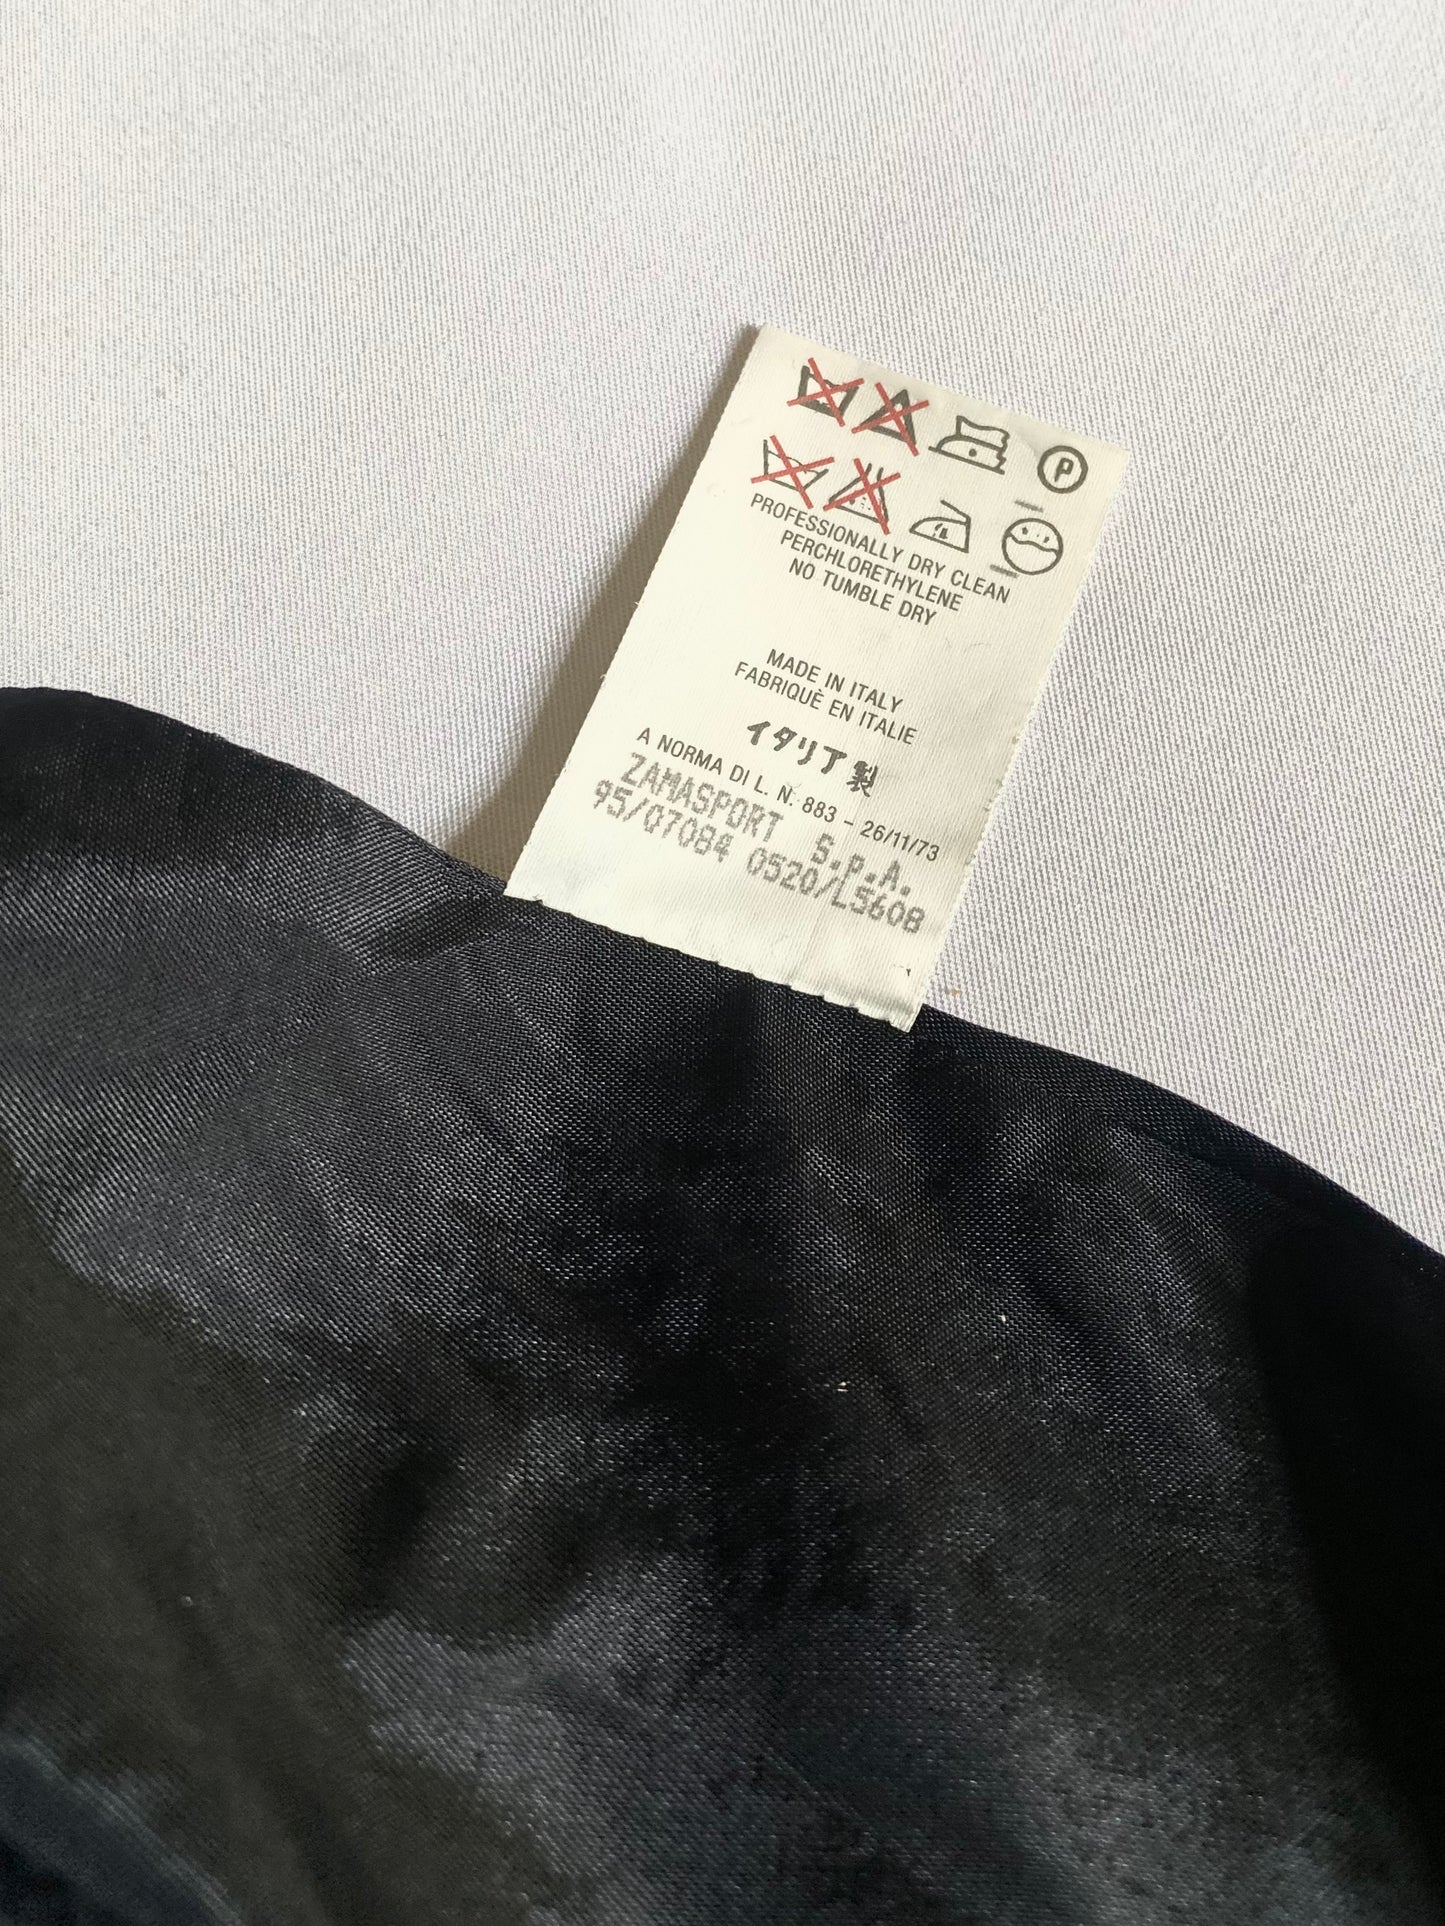 P
PROFESSIONALLY DRY CLEAN
PERCHLORETHYLENE
NO TUMBLE DRY
MADE IN ITALY
FABRIQUÈ EN ITALIE
イタリア製
A NORMA DI L. N. 883 - 26/11/73
ZAMASPORT S.P.A.
95/07084 0520/L5608